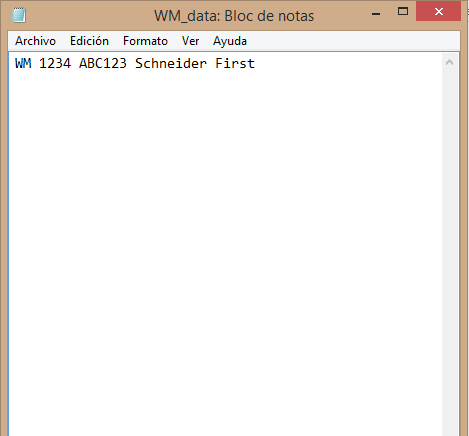 WM_data: Bloc de notas
Archivo Edición Formato Ver Ayuda
WM 1234 ABC123 Schneider First